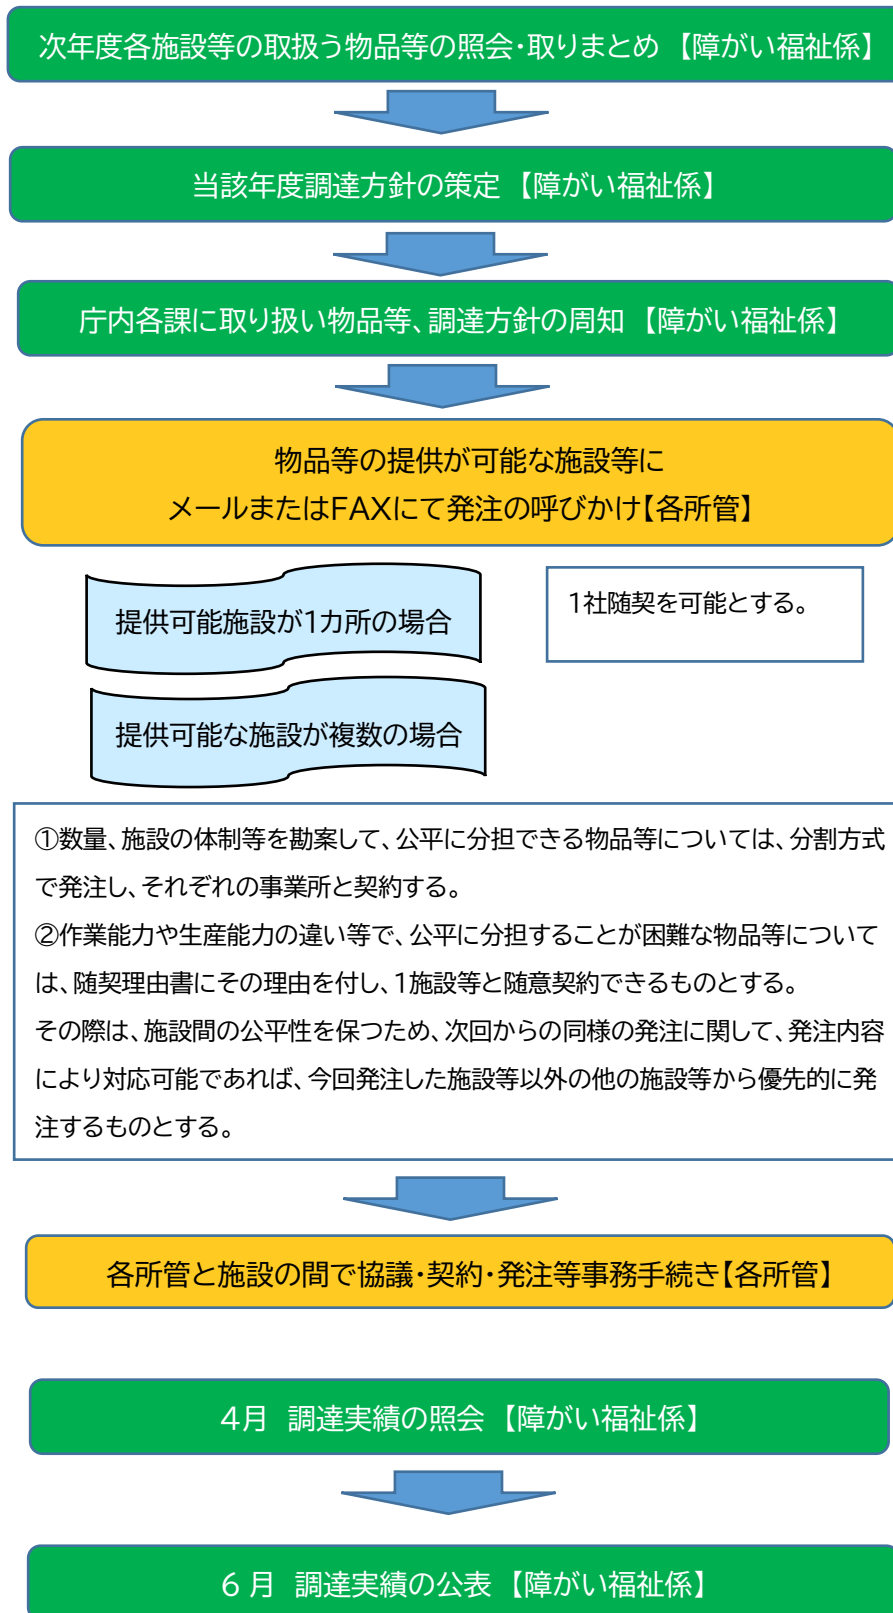 次年度各施設等の取扱う物品等の照会・取りまとめ 【障がい福祉係】
当該年度調達方針の策定 【障がい福祉係】
庁内各課に取り扱い物品等、調達方針の周知 【障がい福祉係】
物品等の提供が可能な施設等に
メールまたはFAXにて発注の呼びかけ【各所管】
提供可能施設が1カ所の場合
1社随契を可能とする。
提供可能な施設が複数の場合
①数量、施設の体制等を勘案して、公平に分担できる物品等については、分割方式
で発注し、それぞれの事業所と契約する。
②作業能力や生産能力の違い等で、公平に分担することが困難な物品等について
は、随契理由書にその理由を付し、1施設等と随意契約できるものとする。
その際は、施設間の公平性を保つため、次回からの同様の発注に関して、発注内容
により対応可能であれば、今回発注した施設等以外の他の施設等から優先的に発
注するものとする。
各所管と施設の間で協議・契約・発注等事務手続き【各所管】
4月 調達実績の照会 【障がい福祉係】
6月 調達実績の公表 【障がい福祉係】